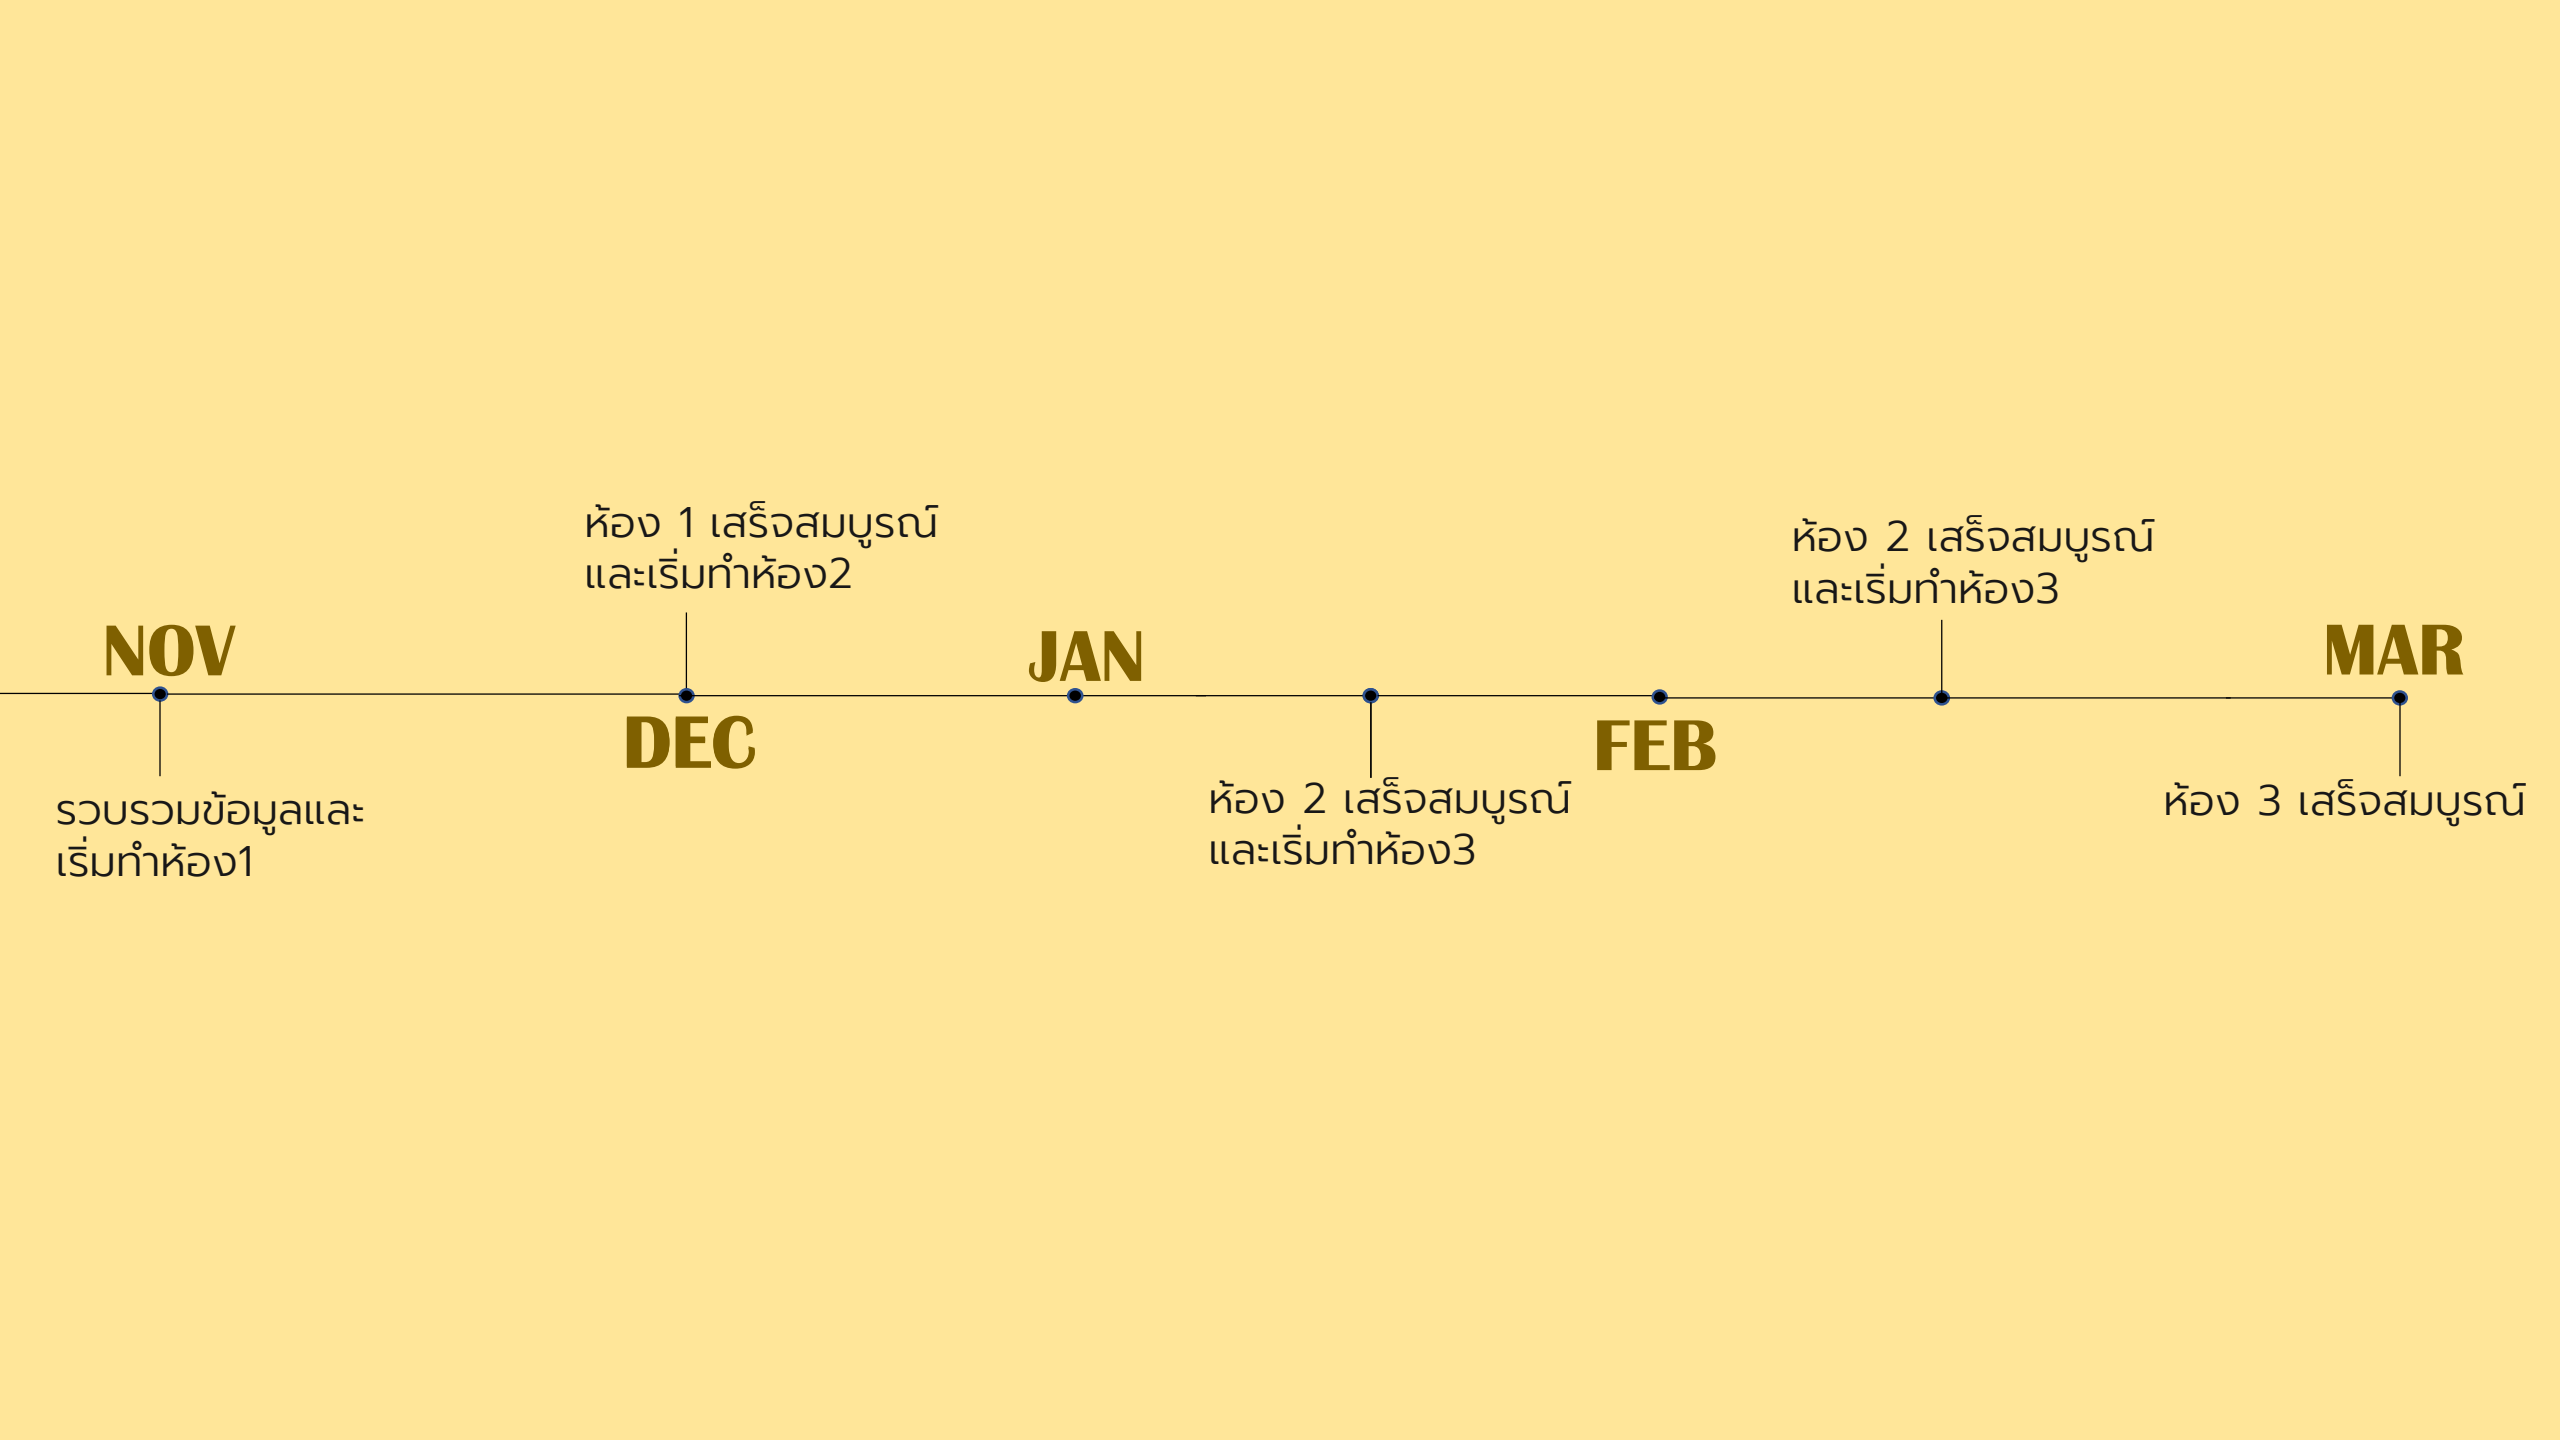 NOV
รวบรวมข้อมูลและ
เริ่มทำห้อง1
ห้อง 1 เสร็จสมบูรณ์
และเริ่มทำห้อง2
DEC
JAN
ห้อง 2 เสร็จสมบูรณ์
และเริ่มทำห้อง3
FEB
ห้อง 2 เสร็จสมบูรณ์
และเริ่มทำห้อง3
MAR
ห้อง 3 เสร็จสมบูรณ์